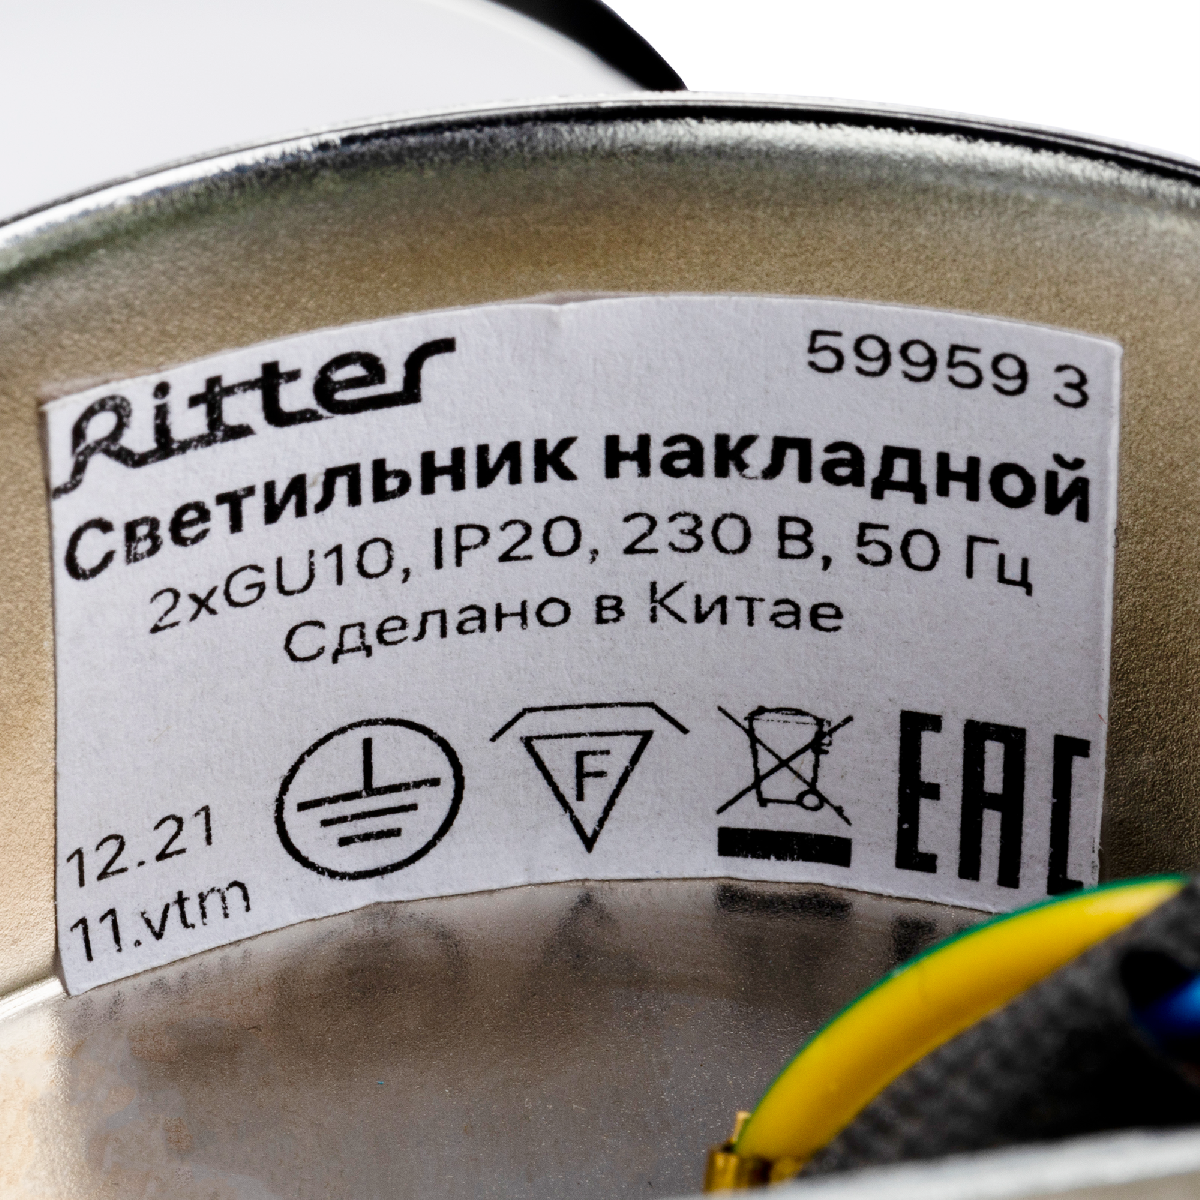 Ritter
59959 3
Светильник накладной
2xGU10, IP20, 230 В, 50 Гц
Сделано в Китае
F
EAC
12.21
11.vtm